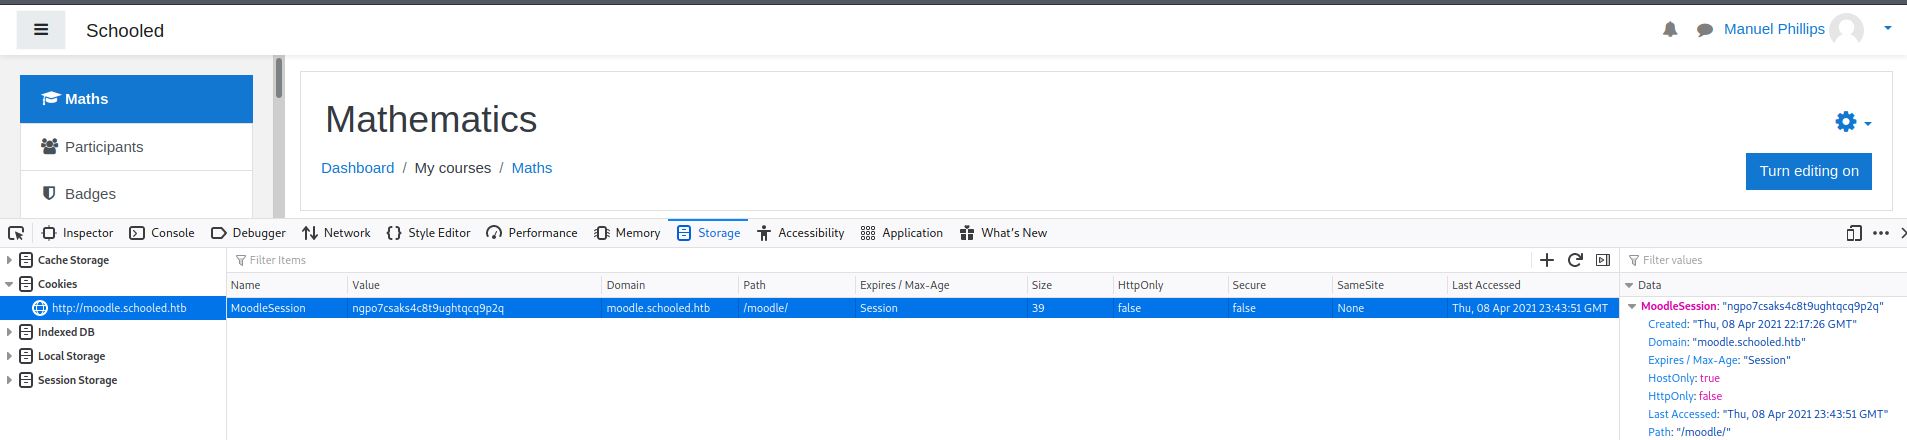 Schooled
Manuel Phillips
Maths
Participants
Badges
Mathematics
Dashboard / My courses / Maths
Turn editing on
Inspector Console Debugger Network Style Editor Performance Memory Storage Accessibility Application What's New
Cache Storage
Cookies
http://moodle.schooled.htb
Indexed DB
Local Storage
Session Storage
Filter Items
Name Value Domain Path Expires / Max-Age Size HttpOnly Secure SameSite Last Accessed
MoodleSession ngpo7csaks4c8t9ughtqcq9p2q moodle.schooled.htb /moodle/ Session 39 false false None Thu, 08 Apr 2021 23:43:51 GMT
Filter values
Data
MoodleSession: "ngpo7csaks4c8t9ughtqcq9p2q"
Created: "Thu, 08 Apr 2021 22:17:26 GMT"
Domain: "moodle.schooled.htb"
Expires / Max-Age: "Session"
HostOnly: true
HttpOnly: false
Last Accessed: "Thu, 08 Apr 2021 23:43:51 GMT"
Path: "/moodle/"